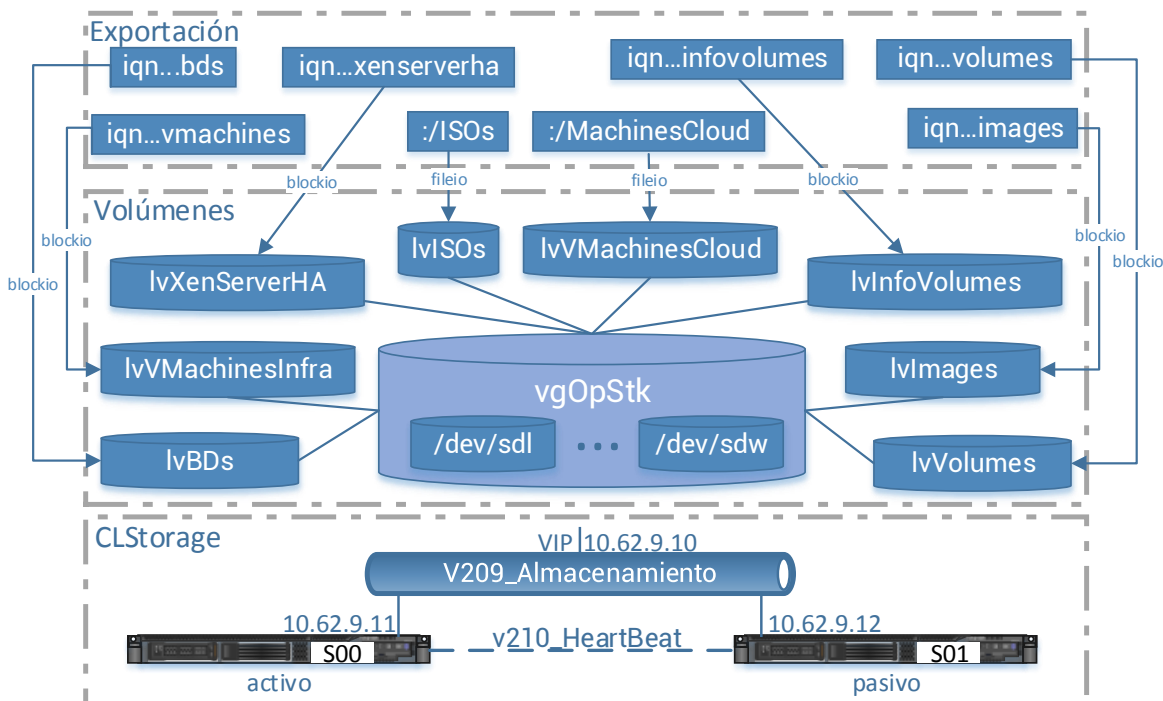 Exportación
iqn...bds
iqn...xenserverha
iqn...infovolumes
iqn...volumes
iqn...vmachines
:/ISOs
:/MachinesCloud
iqn...images
blockio
fileio
fileio
blockio
Volúmenes
blockio
blockio
blockio
blockio
lvISOs
lvVMachinesCloud
lvXenServerHA
lvInfoVolumes
lvVMachinesInfra
vgOpStk
lvImages
/dev/sdl
...
/dev/sdw
lvBDs
lvVolumes
CLStorage
VIP 10.62.9.10
V209_Almacenamiento
10.62.9.11
10.62.9.12
v210_HeartBeat
S00
S01
activo
pasivo